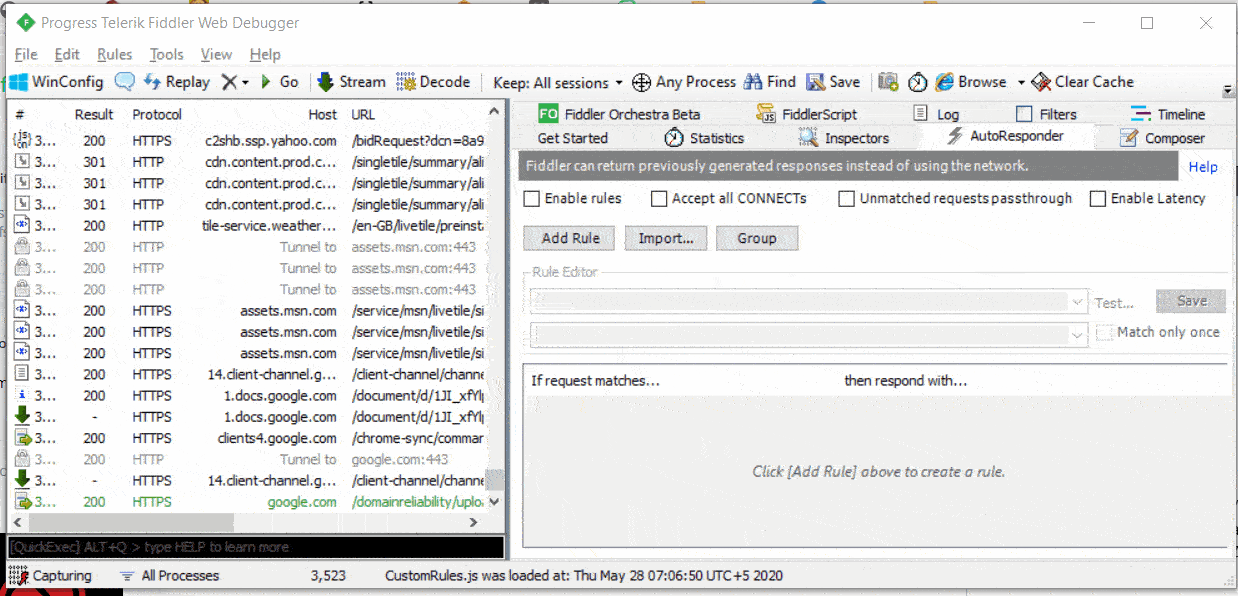 Progress Telerik Fiddler Web Debugger
File Edit Rules Tools View Help
WinConfig Replay Go Stream Decode Keep: All sessions Any Process Find Save Browse Clear Cache
# Result Protocol Host URL
3... 200 HTTPS c2shb.ssp.yahoo.com /bidRequest?dcn=8a9
3... 301 HTTPS cdn.content.prod.c... /singletile/summary/ali
3... 301 HTTPS cdn.content.prod.c... /singletile/summary/ali
3... 301 HTTPS cdn.content.prod.c... /singletile/summary/ali
3... 200 HTTP tile-service.weather... /en-GB/livetile/preinst
3... 200 HTTP Tunnel to assets.msn.com:443
3... 200 HTTP Tunnel to assets.msn.com:443
3... 200 HTTP Tunnel to assets.msn.com:443
3... 200 HTTPS assets.msn.com /service/msn/livetile/si
3... 200 HTTPS assets.msn.com /service/msn/livetile/si
3... 200 HTTPS assets.msn.com /service/msn/livetile/si
3... 200 HTTPS 14.client-channel.g... /client-channel/channe
3... 200 HTTPS 1.docs.google.com /document/d/1JI_xfYl
3... - HTTPS 1.docs.google.com /document/d/1JI_xfYl
3... 200 HTTPS clients4.google.com /chrome-sync/commar
3... 200 HTTP Tunnel to google.com:443
3... - HTTPS 14.client-channel.g... /client-channel/channe
3... 200 HTTPS google.com /domainreliability/uplo
[QuickExec] ALT+Q > type HELP to learn more
FO Fiddler Orchestra Beta FiddlerScript Log Filters Timeline
Get Started Statistics Inspectors AutoResponder Composer
Fiddler can return previously generated responses instead of using the network. Help
Enable rules Accept all CONNECTs Unmatched requests passthrough Enable Latency
Add Rule Import... Group
Rule Editor
Test... Save
Match only once
If request matches... then respond with...
Click [Add Rule] above to create a rule.
Capturing All Processes 3,523 CustomRules.js was loaded at: Thu May 28 07:06:50 UTC+5 2020